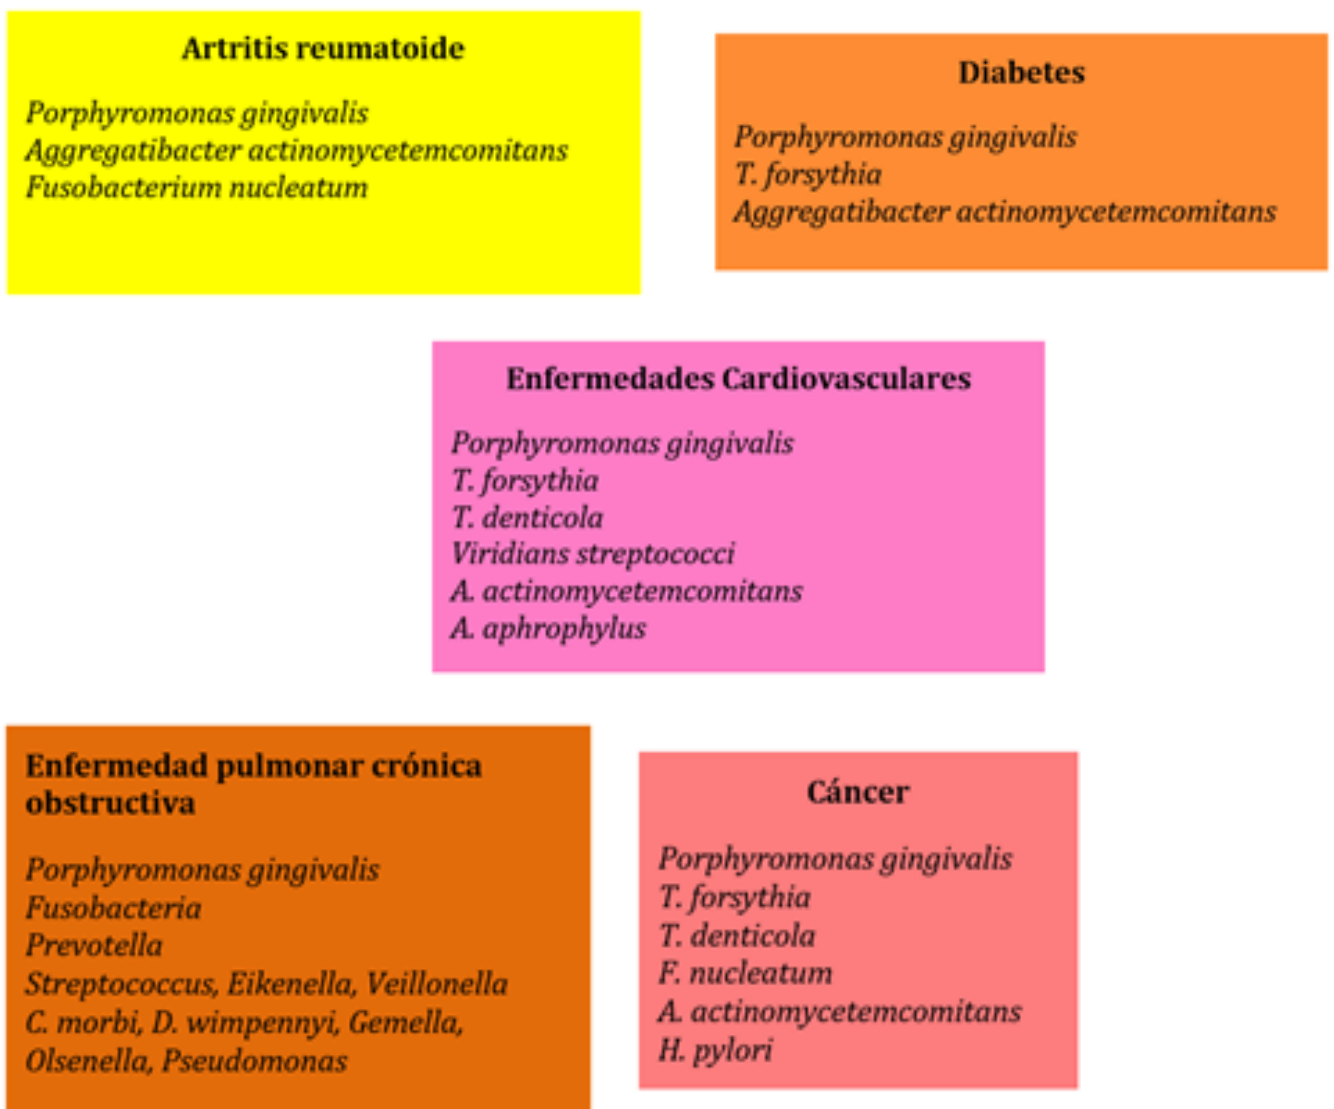 Artritis reumatoide
Porphyromonas gingivalis
Aggregatibacter actinomycetemcomitans
Fusobacterium nucleatum
Diabetes
Porphyromonas gingivalis
T. forsythia
Aggregatibacter actinomycetemcomitans
Enfermedades Cardiovasculares
Porphyromonas gingivalis
T. forsythia
T. denticola
Viridians streptococci
A. actinomycetemcomitans
A. aphrophylus
Enfermedad pulmonar crónica
obstructiva
Porphyromonas gingivalis
Fusobacteria
Prevotella
Streptococcus, Eikenella, Veillonella
C. morbi, D. wimpennyi, Gemella,
Olsenella, Pseudomonas
Cáncer
Porphyromonas gingivalis
T. forsythia
T. denticola
F. nucleatum
A. actinomycetemcomitans
H. pylori